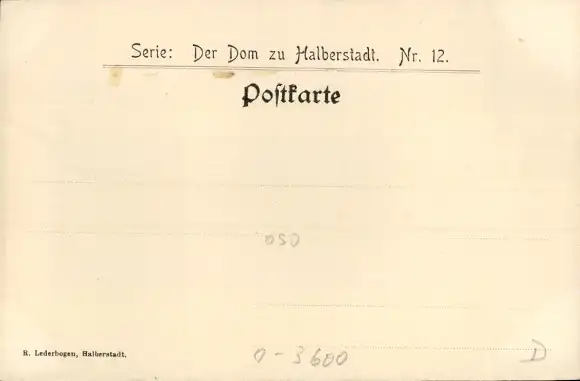 Serie: Der Dom zu Halberstadt. Nr. 12.
Poſtkarte
050
R. Lederbogen, Halberstadt.
0-3600
D